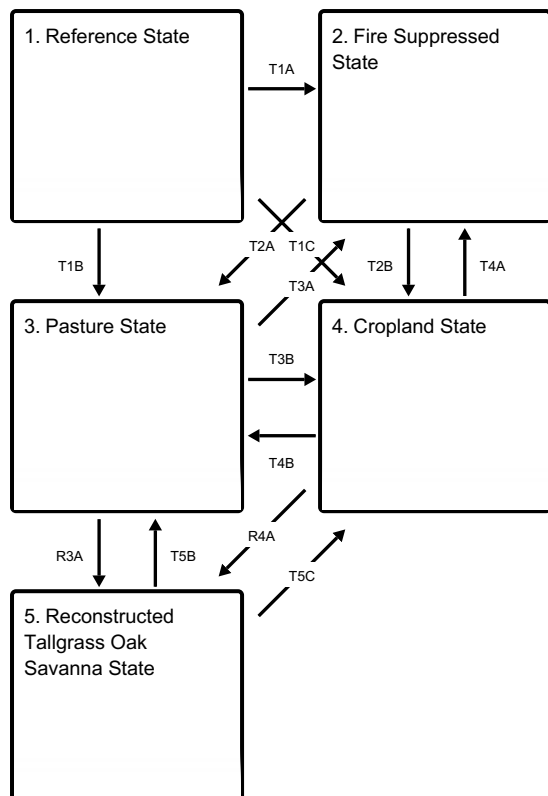 1. Reference State
2. Fire Suppressed
State
T1A
T1B
T2A
T1C
T3A
T2B
T4A
3. Pasture State
4. Cropland State
T3B
T4B
R3A
T5B
R4A
T5C
5. Reconstructed
Tallgrass Oak
Savanna State